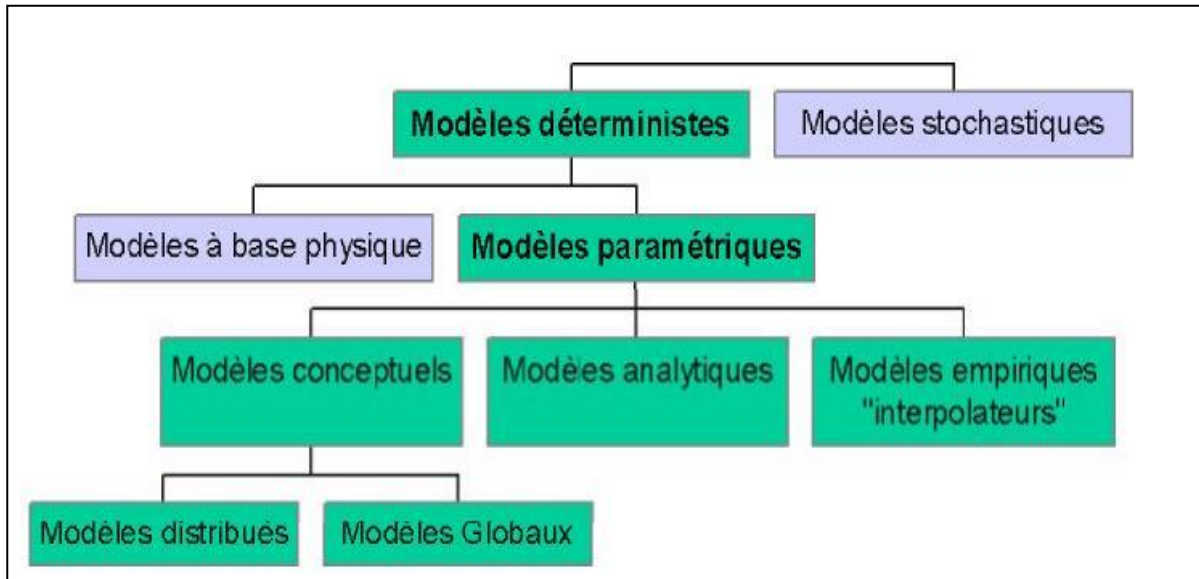 Modèles déterministes
Modèles stochastiques
Modèles à base physique
Modèles paramétriques
Modèles conceptuels
Modèles analytiques
Modèles empiriques
"interpolateurs"
Modèles distribués
Modèles Globaux